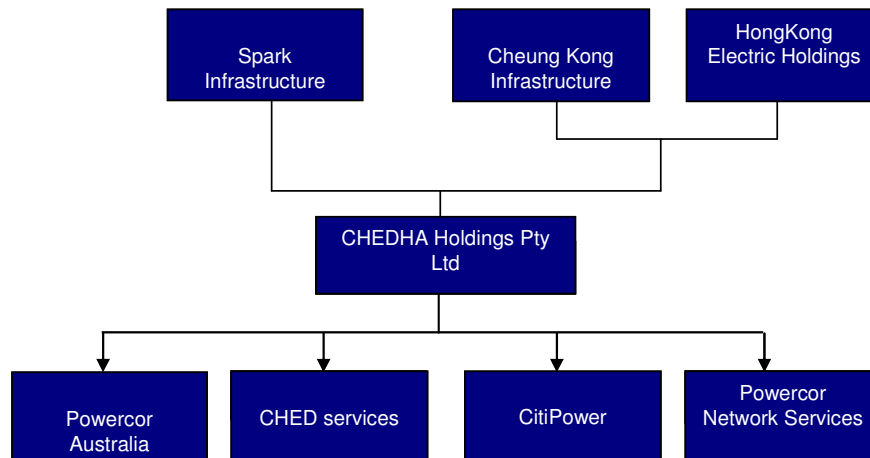 Spark
Infrastructure
Cheung Kong
Infrastructure
HongKong
Electric Holdings
CHEDHA Holdings Pty
Ltd
Powercor
Australia
CHED services
CitiPower
Powercor
Network Services